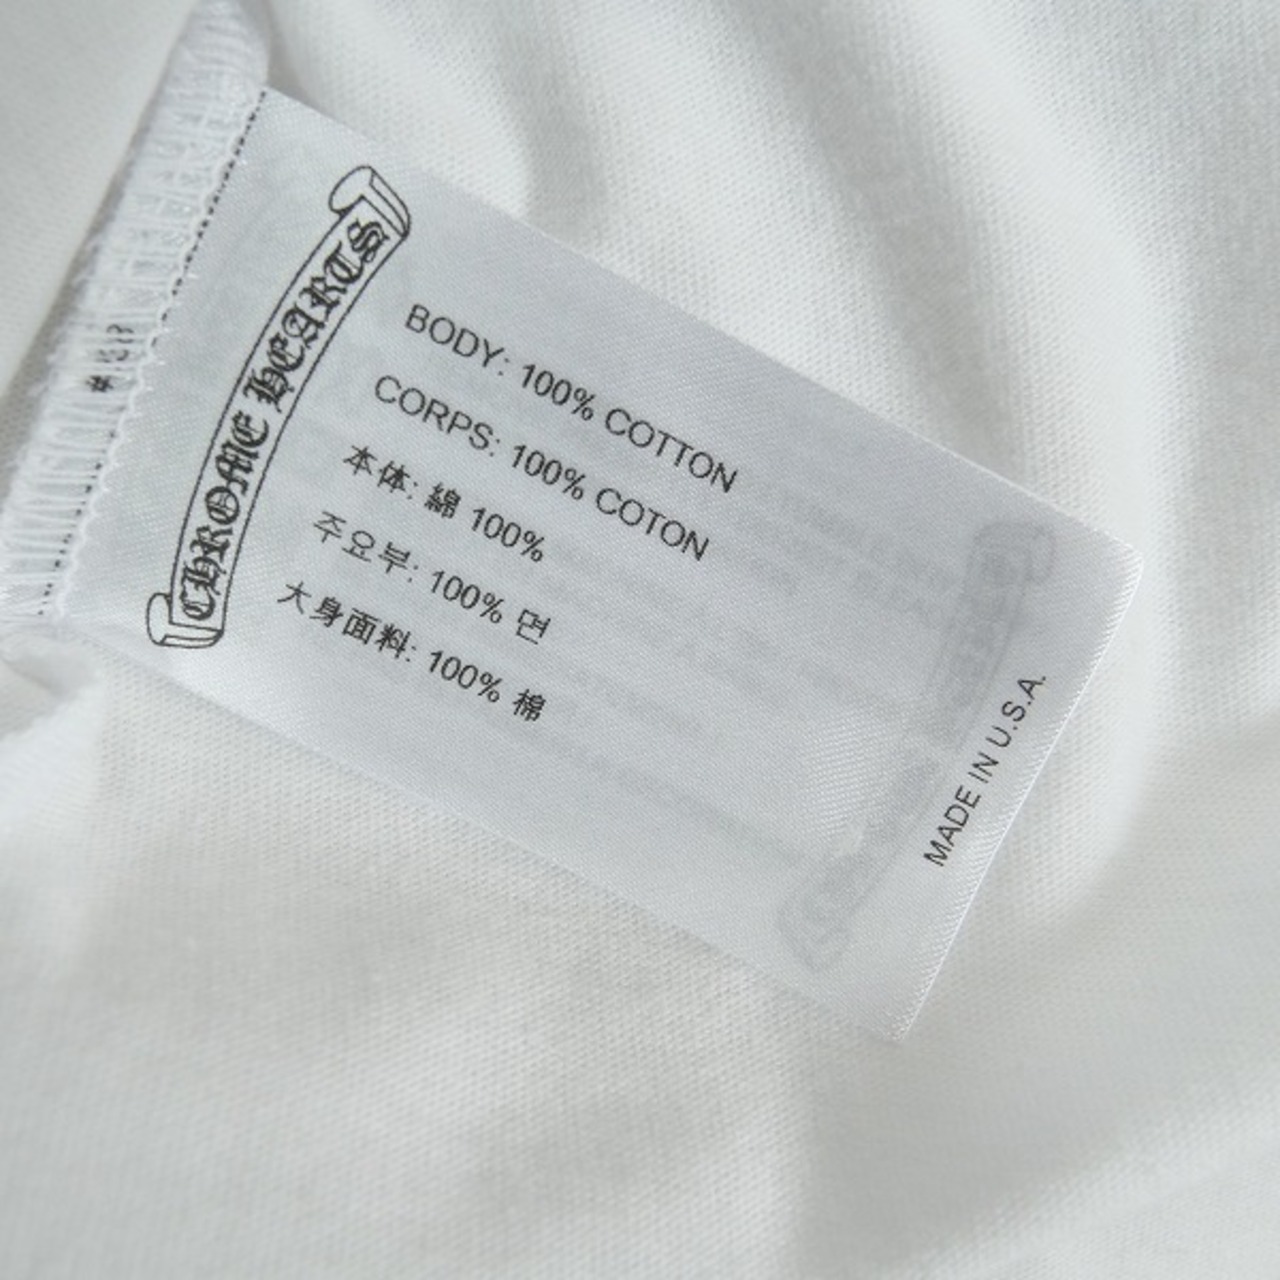 CHROME HEARTS
BODY: 100% COTTON
CORPS: 100% COTON
本体: 綿 100%
주요부: 100% 면
大身面料: 100% 棉
MADE IN U.S.A.